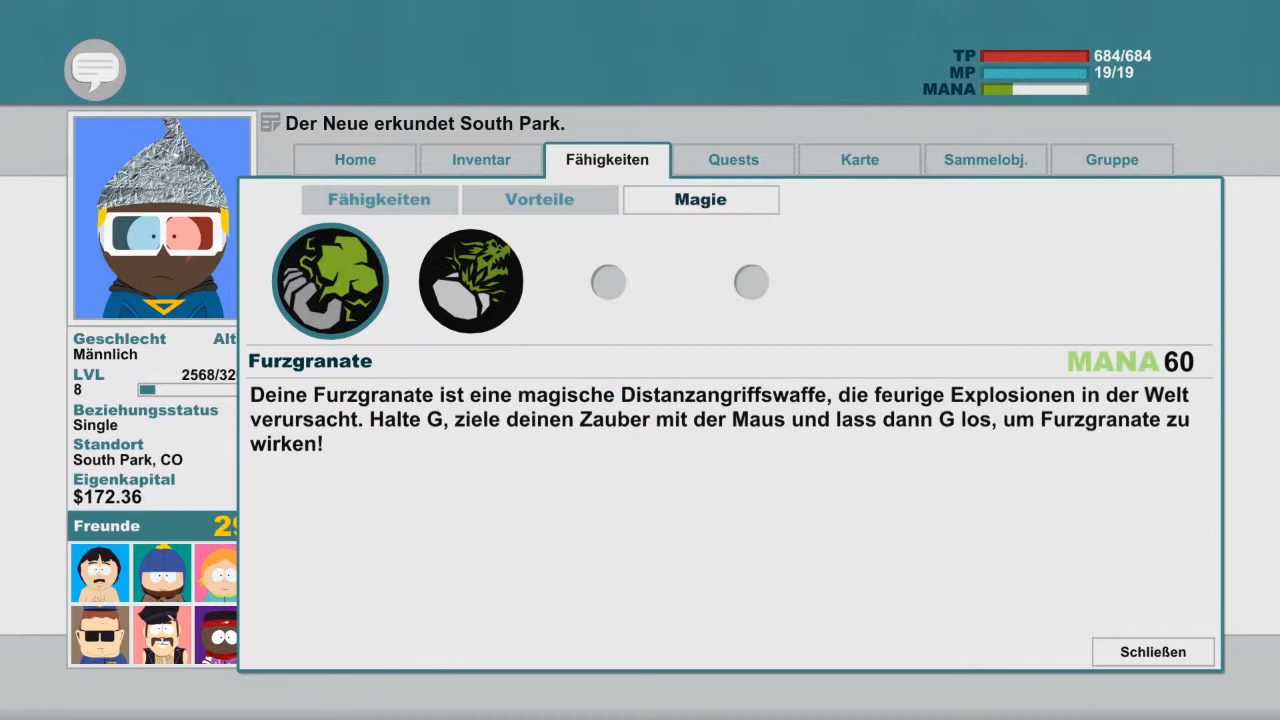 TP 684/684
MP 19/19
MANA
Der Neue erkundet South Park.
Home Inventar Fähigkeiten Quests Karte Sammelobj. Gruppe
Fähigkeiten Vorteile Magie
Geschlecht Alt
Männlich
LVL 2568/32
8
Beziehungsstatus
Single
Standort
South Park, CO
Eigenkapital
$172.36
Freunde
Furzgranate MANA 60
Deine Furzgranate ist eine magische Distanzangriffswaffe, die feurige Explosionen in der Welt
verursacht. Halte G, ziele deinen Zauber mit der Maus und lass dann G los, um Furzgranate zu
wirken!
Schließen